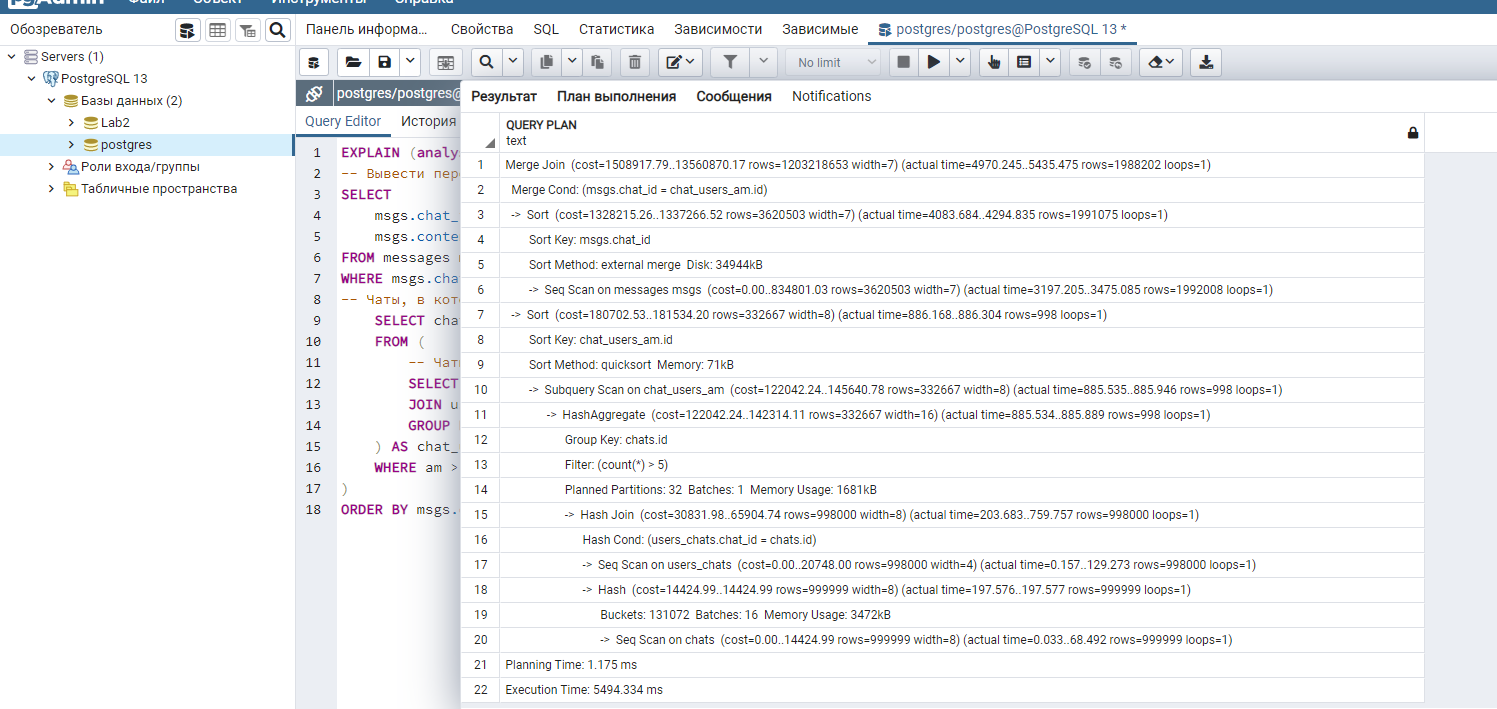 pgAdmin Файл Объект Инструменты Справка
Обозреватель
Панель информа... Свойства SQL Статистика Зависимости Зависимые postgres/postgres@PostgreSQL 13 *
Servers (1)
PostgreSQL 13
Базы данных (2)
Lab2
postgres
Роли входа/группы
Табличные пространства
No limit
postgres/postgres@
Query Editor История
1 EXPLAIN (analy
2 -- Вывести пер
3 SELECT
4 msgs.chat_
5 msgs.conte
6 FROM messages
7 WHERE msgs.cha
8 -- Чаты, в кот
9 SELECT cha
10 FROM (
11 -- Чат
12 SELECT
13 JOIN u
14 GROUP
15 ) AS chat_
16 WHERE am >
17 )
18 ORDER BY msgs.
Результат План выполнения Сообщения Notifications
QUERY PLAN
text
1 Merge Join (cost=1508917.79..13560870.17 rows=1203218653 width=7) (actual time=4970.245..5435.475 rows=1988202 loops=1)
2 Merge Cond: (msgs.chat_id = chat_users_am.id)
3 -> Sort (cost=1328215.26..1337266.52 rows=3620503 width=7) (actual time=4083.684..4294.835 rows=1991075 loops=1)
4 Sort Key: msgs.chat_id
5 Sort Method: external merge Disk: 34944kB
6 -> Seq Scan on messages msgs (cost=0.00..834801.03 rows=3620503 width=7) (actual time=3197.205..3475.085 rows=1992008 loops=1)
7 -> Sort (cost=180702.53..181534.20 rows=332667 width=8) (actual time=886.168..886.304 rows=998 loops=1)
8 Sort Key: chat_users_am.id
9 Sort Method: quicksort Memory: 71kB
10 -> Subquery Scan on chat_users_am (cost=122042.24..145640.78 rows=332667 width=8) (actual time=885.535..885.946 rows=998 loops=1)
11 -> HashAggregate (cost=122042.24..142314.11 rows=332667 width=16) (actual time=885.534..885.889 rows=998 loops=1)
12 Group Key: chats.id
13 Filter: (count(*) > 5)
14 Planned Partitions: 32 Batches: 1 Memory Usage: 1681kB
15 -> Hash Join (cost=30831.98..65904.74 rows=998000 width=8) (actual time=203.683..759.757 rows=998000 loops=1)
16 Hash Cond: (users_chats.chat_id = chats.id)
17 -> Seq Scan on users_chats (cost=0.00..20748.00 rows=998000 width=4) (actual time=0.157..129.273 rows=998000 loops=1)
18 -> Hash (cost=14424.99..14424.99 rows=999999 width=8) (actual time=197.576..197.577 rows=999999 loops=1)
19 Buckets: 131072 Batches: 16 Memory Usage: 3472kB
20 -> Seq Scan on chats (cost=0.00..14424.99 rows=999999 width=8) (actual time=0.033..68.492 rows=999999 loops=1)
21 Planning Time: 1.175 ms
22 Execution Time: 5494.334 ms